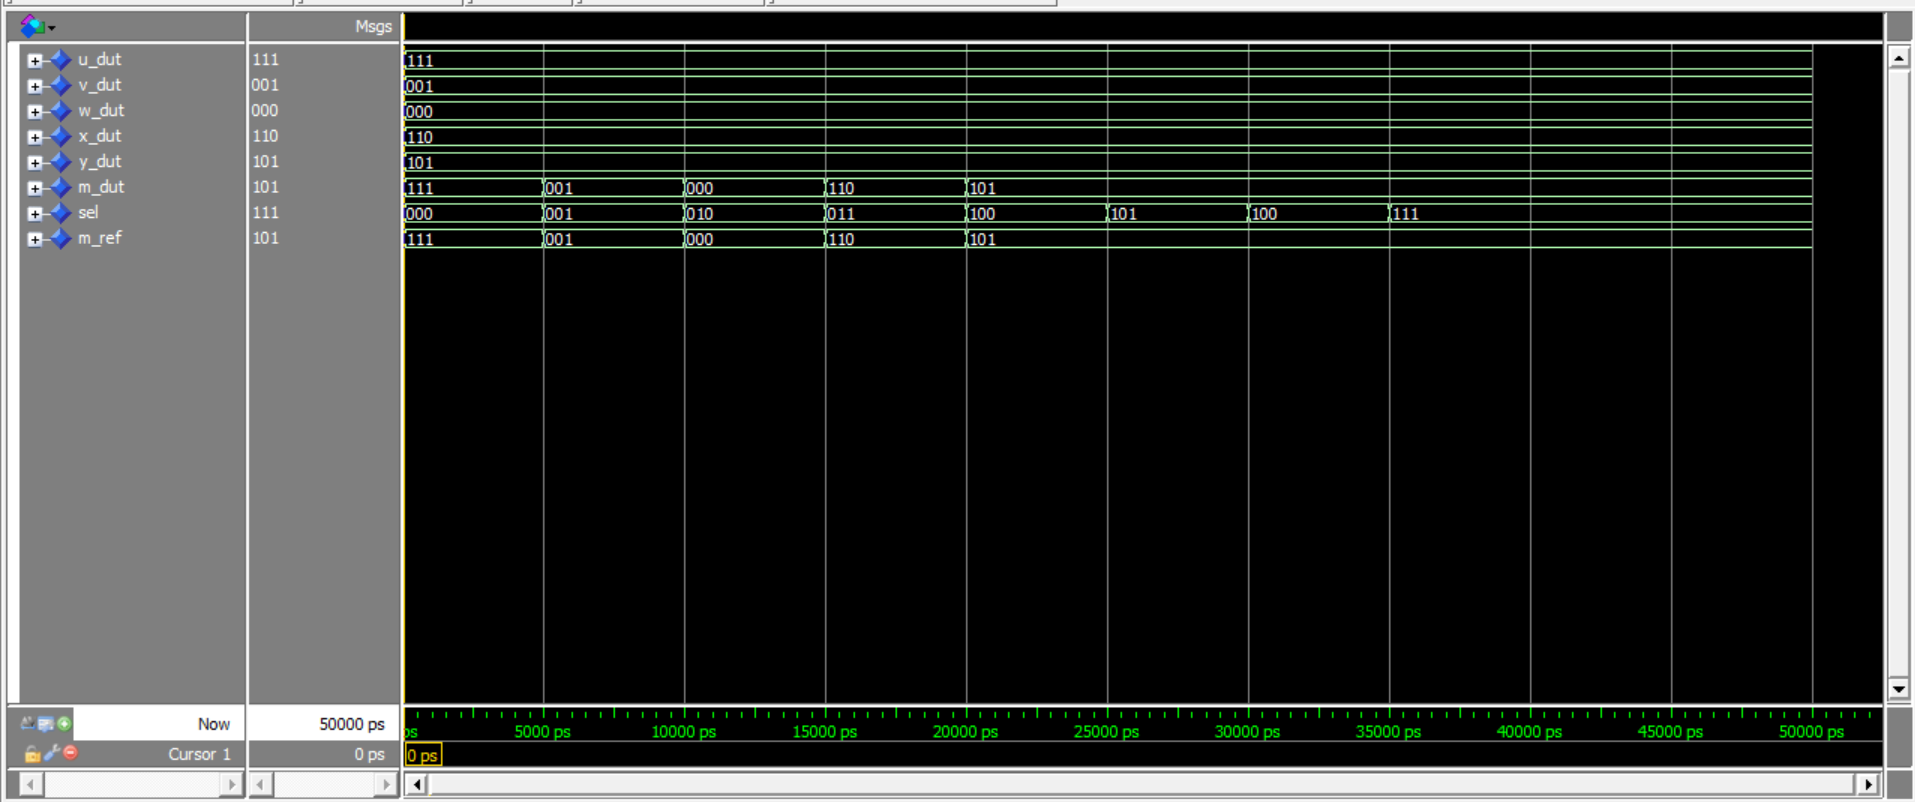 Msgs
u_dut 111 111
v_dut 001 001
w_dut 000 000
x_dut 110 110
y_dut 101 101
m_dut 101 111 001 000 110 101
sel 111 000 001 010 011 100 101 100 111
m_ref 101 111 001 000 110 101
Now 50000 ps ps 5000 ps 10000 ps 15000 ps 20000 ps 25000 ps 30000 ps 35000 ps 40000 ps 45000 ps 50000 ps
Cursor 1 0 ps 0 ps